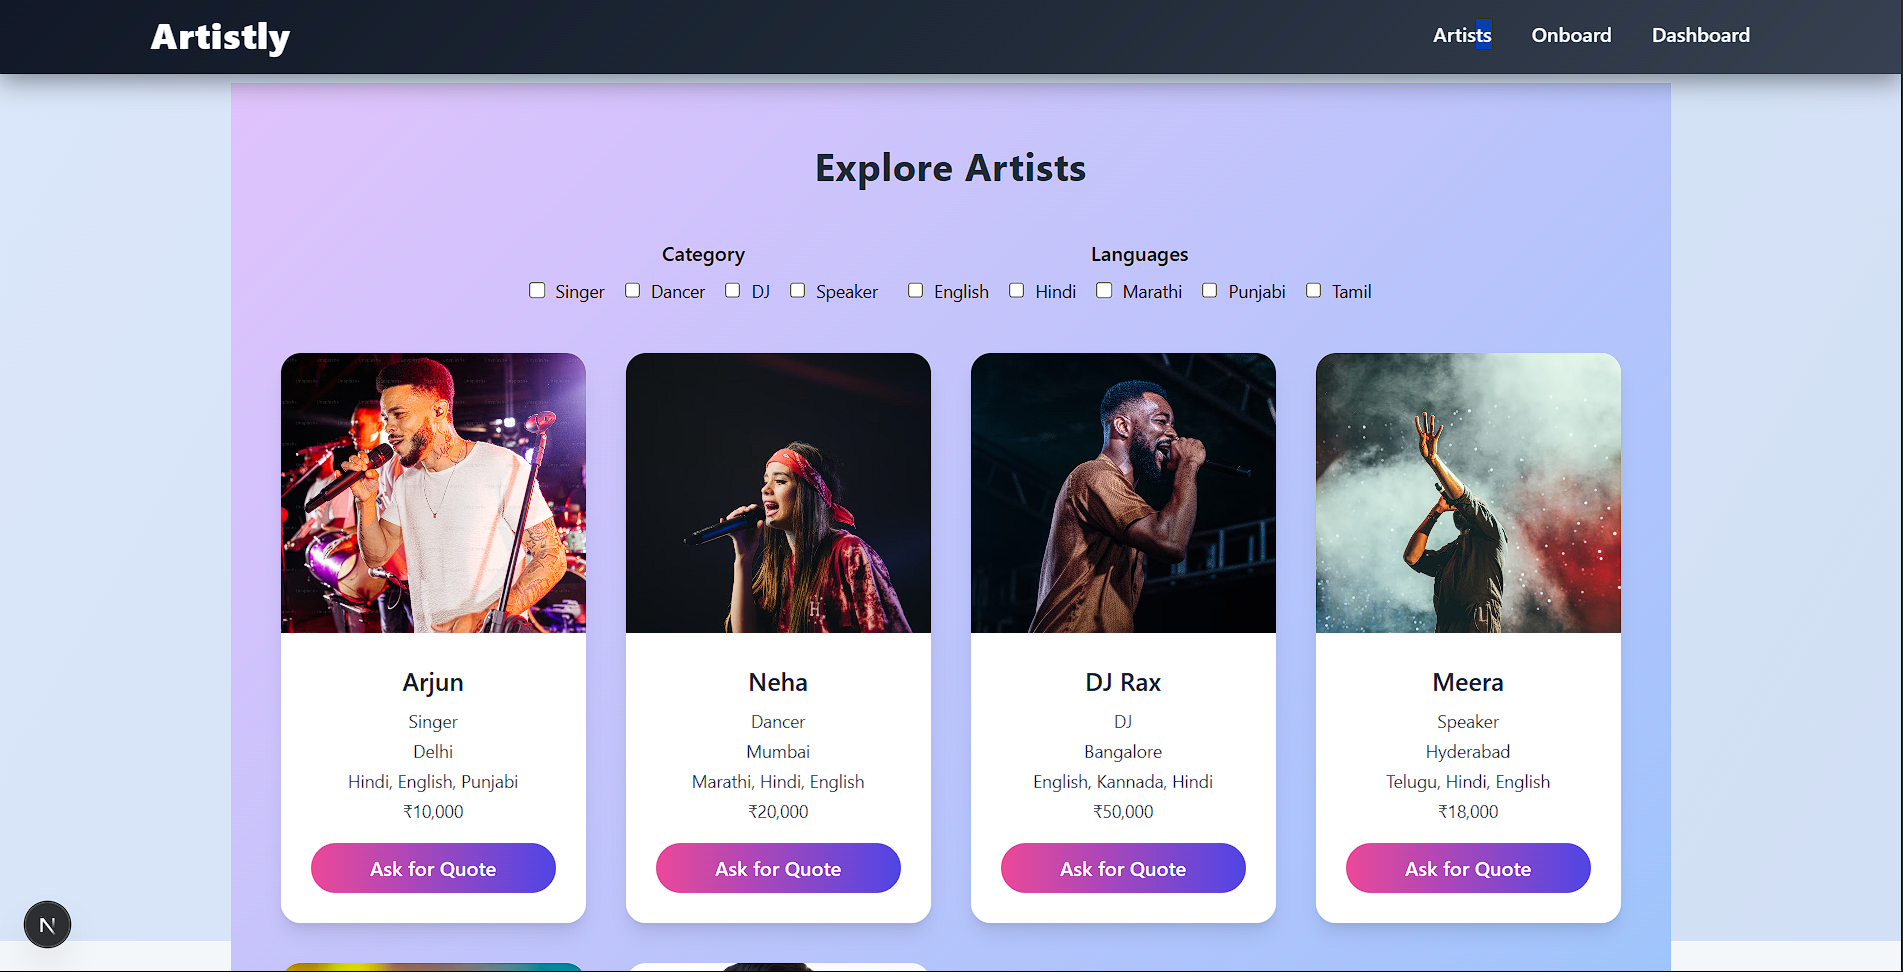 Artistly
Artists Onboard Dashboard
Explore Artists
Category
Singer Dancer DJ Speaker
Languages
English Hindi Marathi Punjabi Tamil
Arjun
Singer
Delhi
Hindi, English, Punjabi
₹10,000
Ask for Quote
Neha
Dancer
Mumbai
Marathi, Hindi, English
₹20,000
Ask for Quote
DJ Rax
DJ
Bangalore
English, Kannada, Hindi
₹50,000
Ask for Quote
Meera
Speaker
Hyderabad
Telugu, Hindi, English
₹18,000
Ask for Quote
N